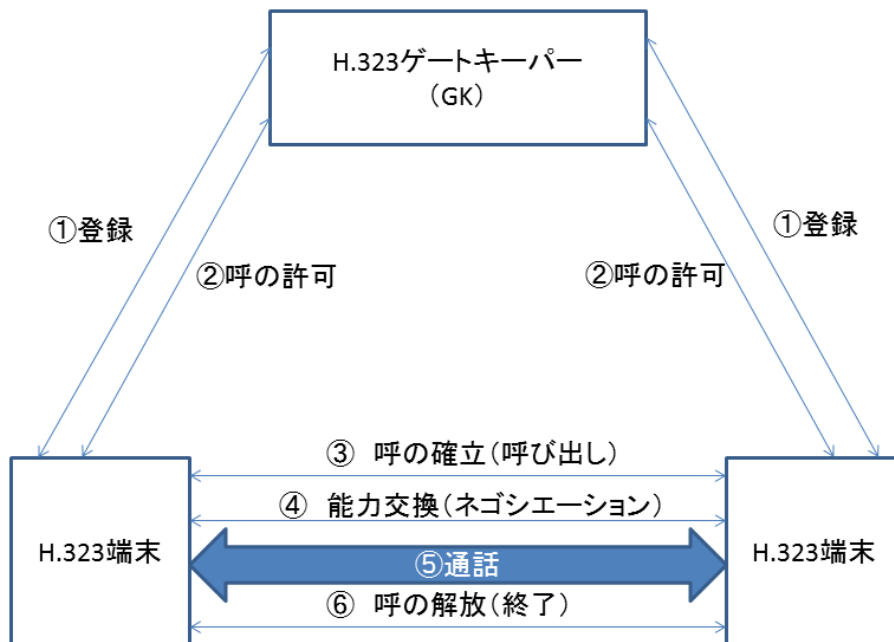 H.323ゲートキーパー
(GK)
①登録
①登録
②呼の許可
②呼の許可
③ 呼の確立(呼び出し)
④ 能力交換(ネゴシエーション)
H.323端末
⑤通話
H.323端末
⑥ 呼の解放(終了)